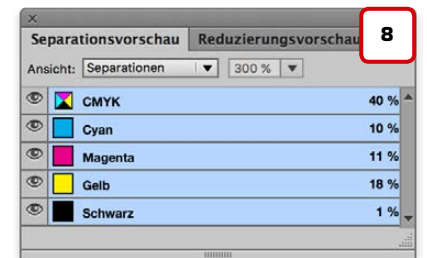 8
Separationsvorschau Reduzierungsvorschau
Ansicht: Separationen 300 %
CMYK 40 %
Cyan 10 %
Magenta 11 %
Gelb 18 %
Schwarz 1 %